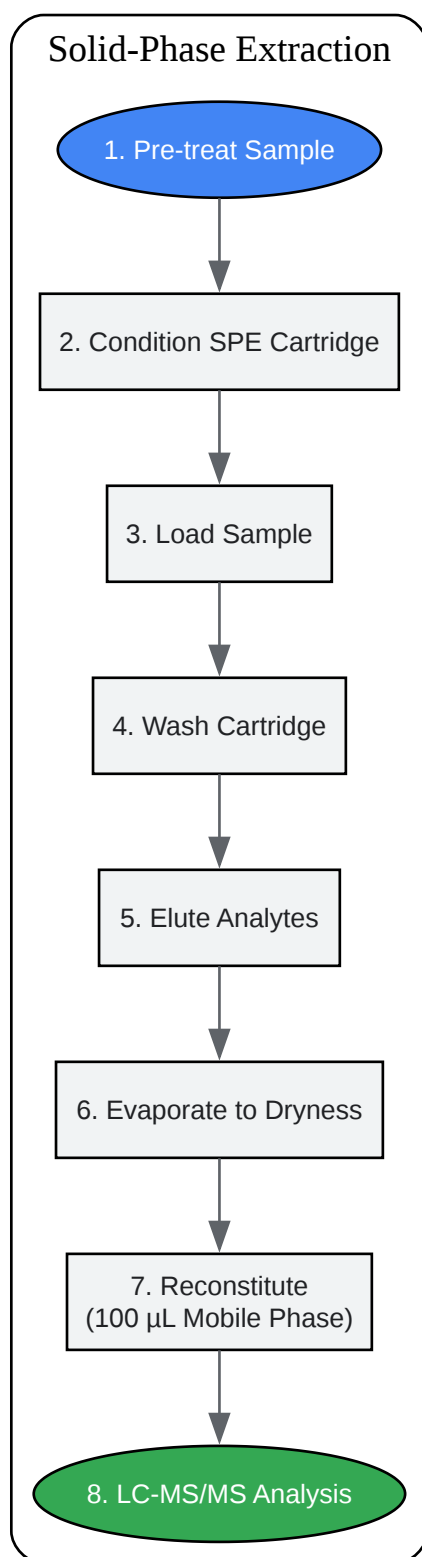 Solid-Phase Extraction
1. Pre-treat Sample
2. Condition SPE Cartridge
3. Load Sample
4. Wash Cartridge
5. Elute Analytes
6. Evaporate to Dryness
7. Reconstitute
(100 µL Mobile Phase)
8. LC-MS/MS Analysis